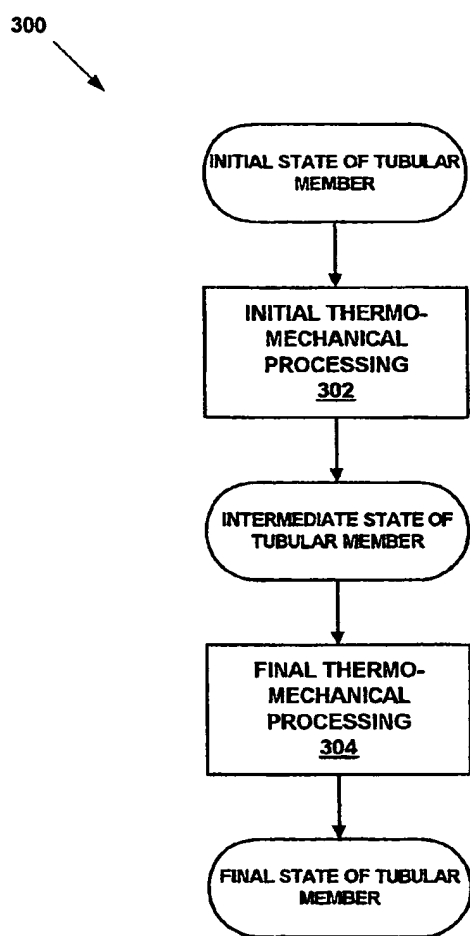 300
INITIAL STATE OF TUBULAR
MEMBER
INITIAL THERMO-
MECHANICAL
PROCESSING
302
INTERMEDIATE STATE OF
TUBULAR MEMBER
FINAL THERMO-
MECHANICAL
PROCESSING
304
FINAL STATE OF TUBULAR
MEMBER